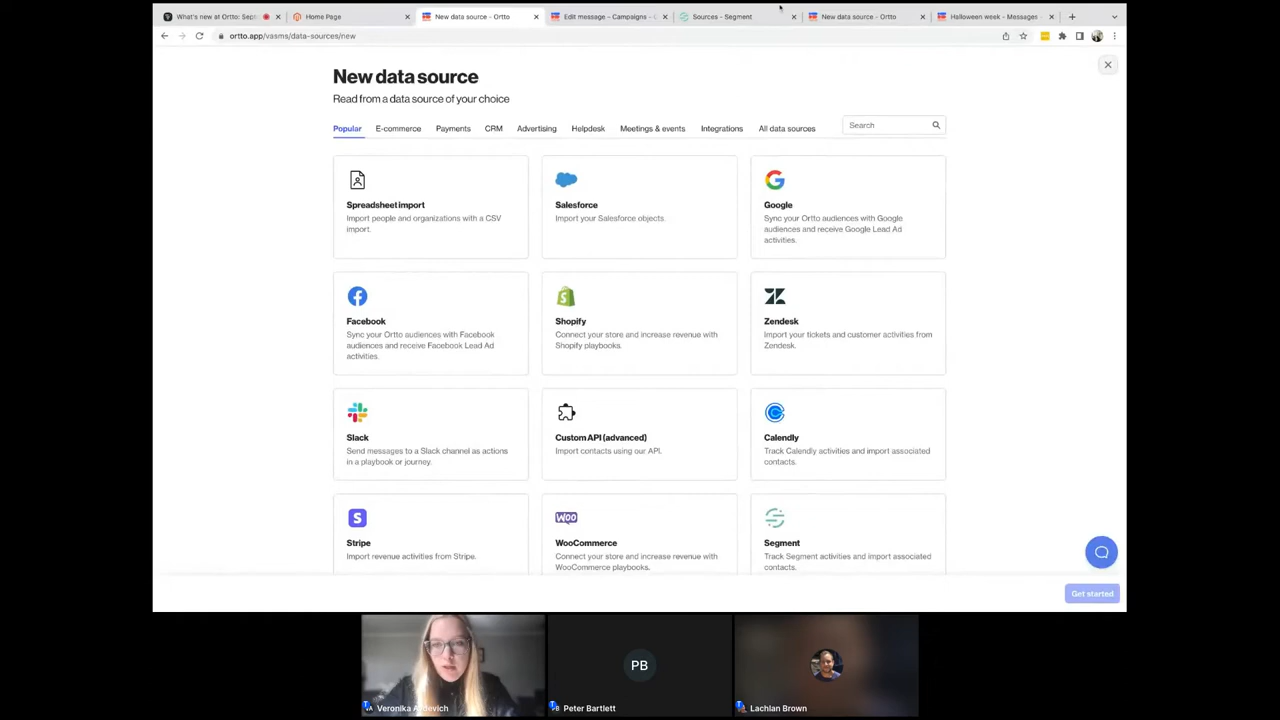 What's new at Ortto: Sept
Home Page
New data source - Ortto
Edit message – Campaigns – O
Sources - Segment
New data source - Ortto
Halloween week - Messages -
ortto.app/vasms/data-sources/new
New data source
Read from a data source of your choice
Popular
E-commerce
Payments
CRM
Advertising
Helpdesk
Meetings & events
Integrations
All data sources
Search
Spreadsheet import
Import people and organizations with a CSV
import.
Salesforce
Import your Salesforce objects.
Google
Sync your Ortto audiences with Google
audiences and receive Google Lead Ad
activities.
Facebook
Sync your Ortto audiences with Facebook
audiences and receive Facebook Lead Ad
activities.
Shopify
Connect your store and increase revenue with
Shopify playbooks.
Zendesk
Import your tickets and customer activities from
Zendesk.
Slack
Send messages to a Slack channel as actions
in a playbook or journey.
Custom API (advanced)
Import contacts using our API.
Calendly
Track Calendly activities and import associated
contacts.
Stripe
Import revenue activities from Stripe.
WOO
WooCommerce
Connect your store and increase revenue with
WooCommerce playbooks.
Segment
Track Segment activities and import associated
contacts.
Get started
PB
Veronika
Peter Bartlett
Lachlan Brown